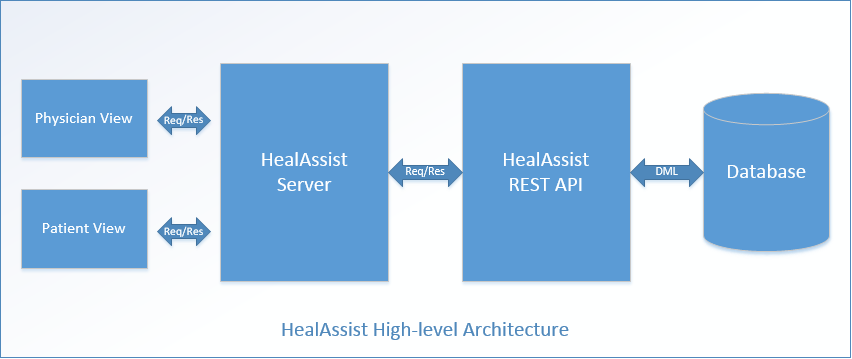 Physician View
Req/Res
HealAssist
Server
Req/Res
HealAssist
REST API
DML
Database
Patient View
Req/Res
HealAssist High-level Architecture